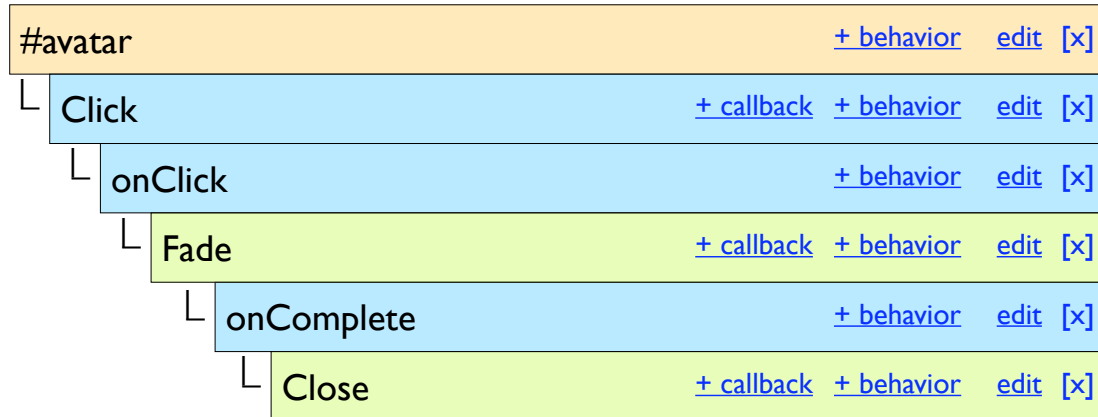 #avatar + behavior edit [x]
Click + callback + behavior edit [x]
onClick + behavior edit [x]
Fade + callback + behavior edit [x]
onComplete + behavior edit [x]
Close + callback + behavior edit [x]